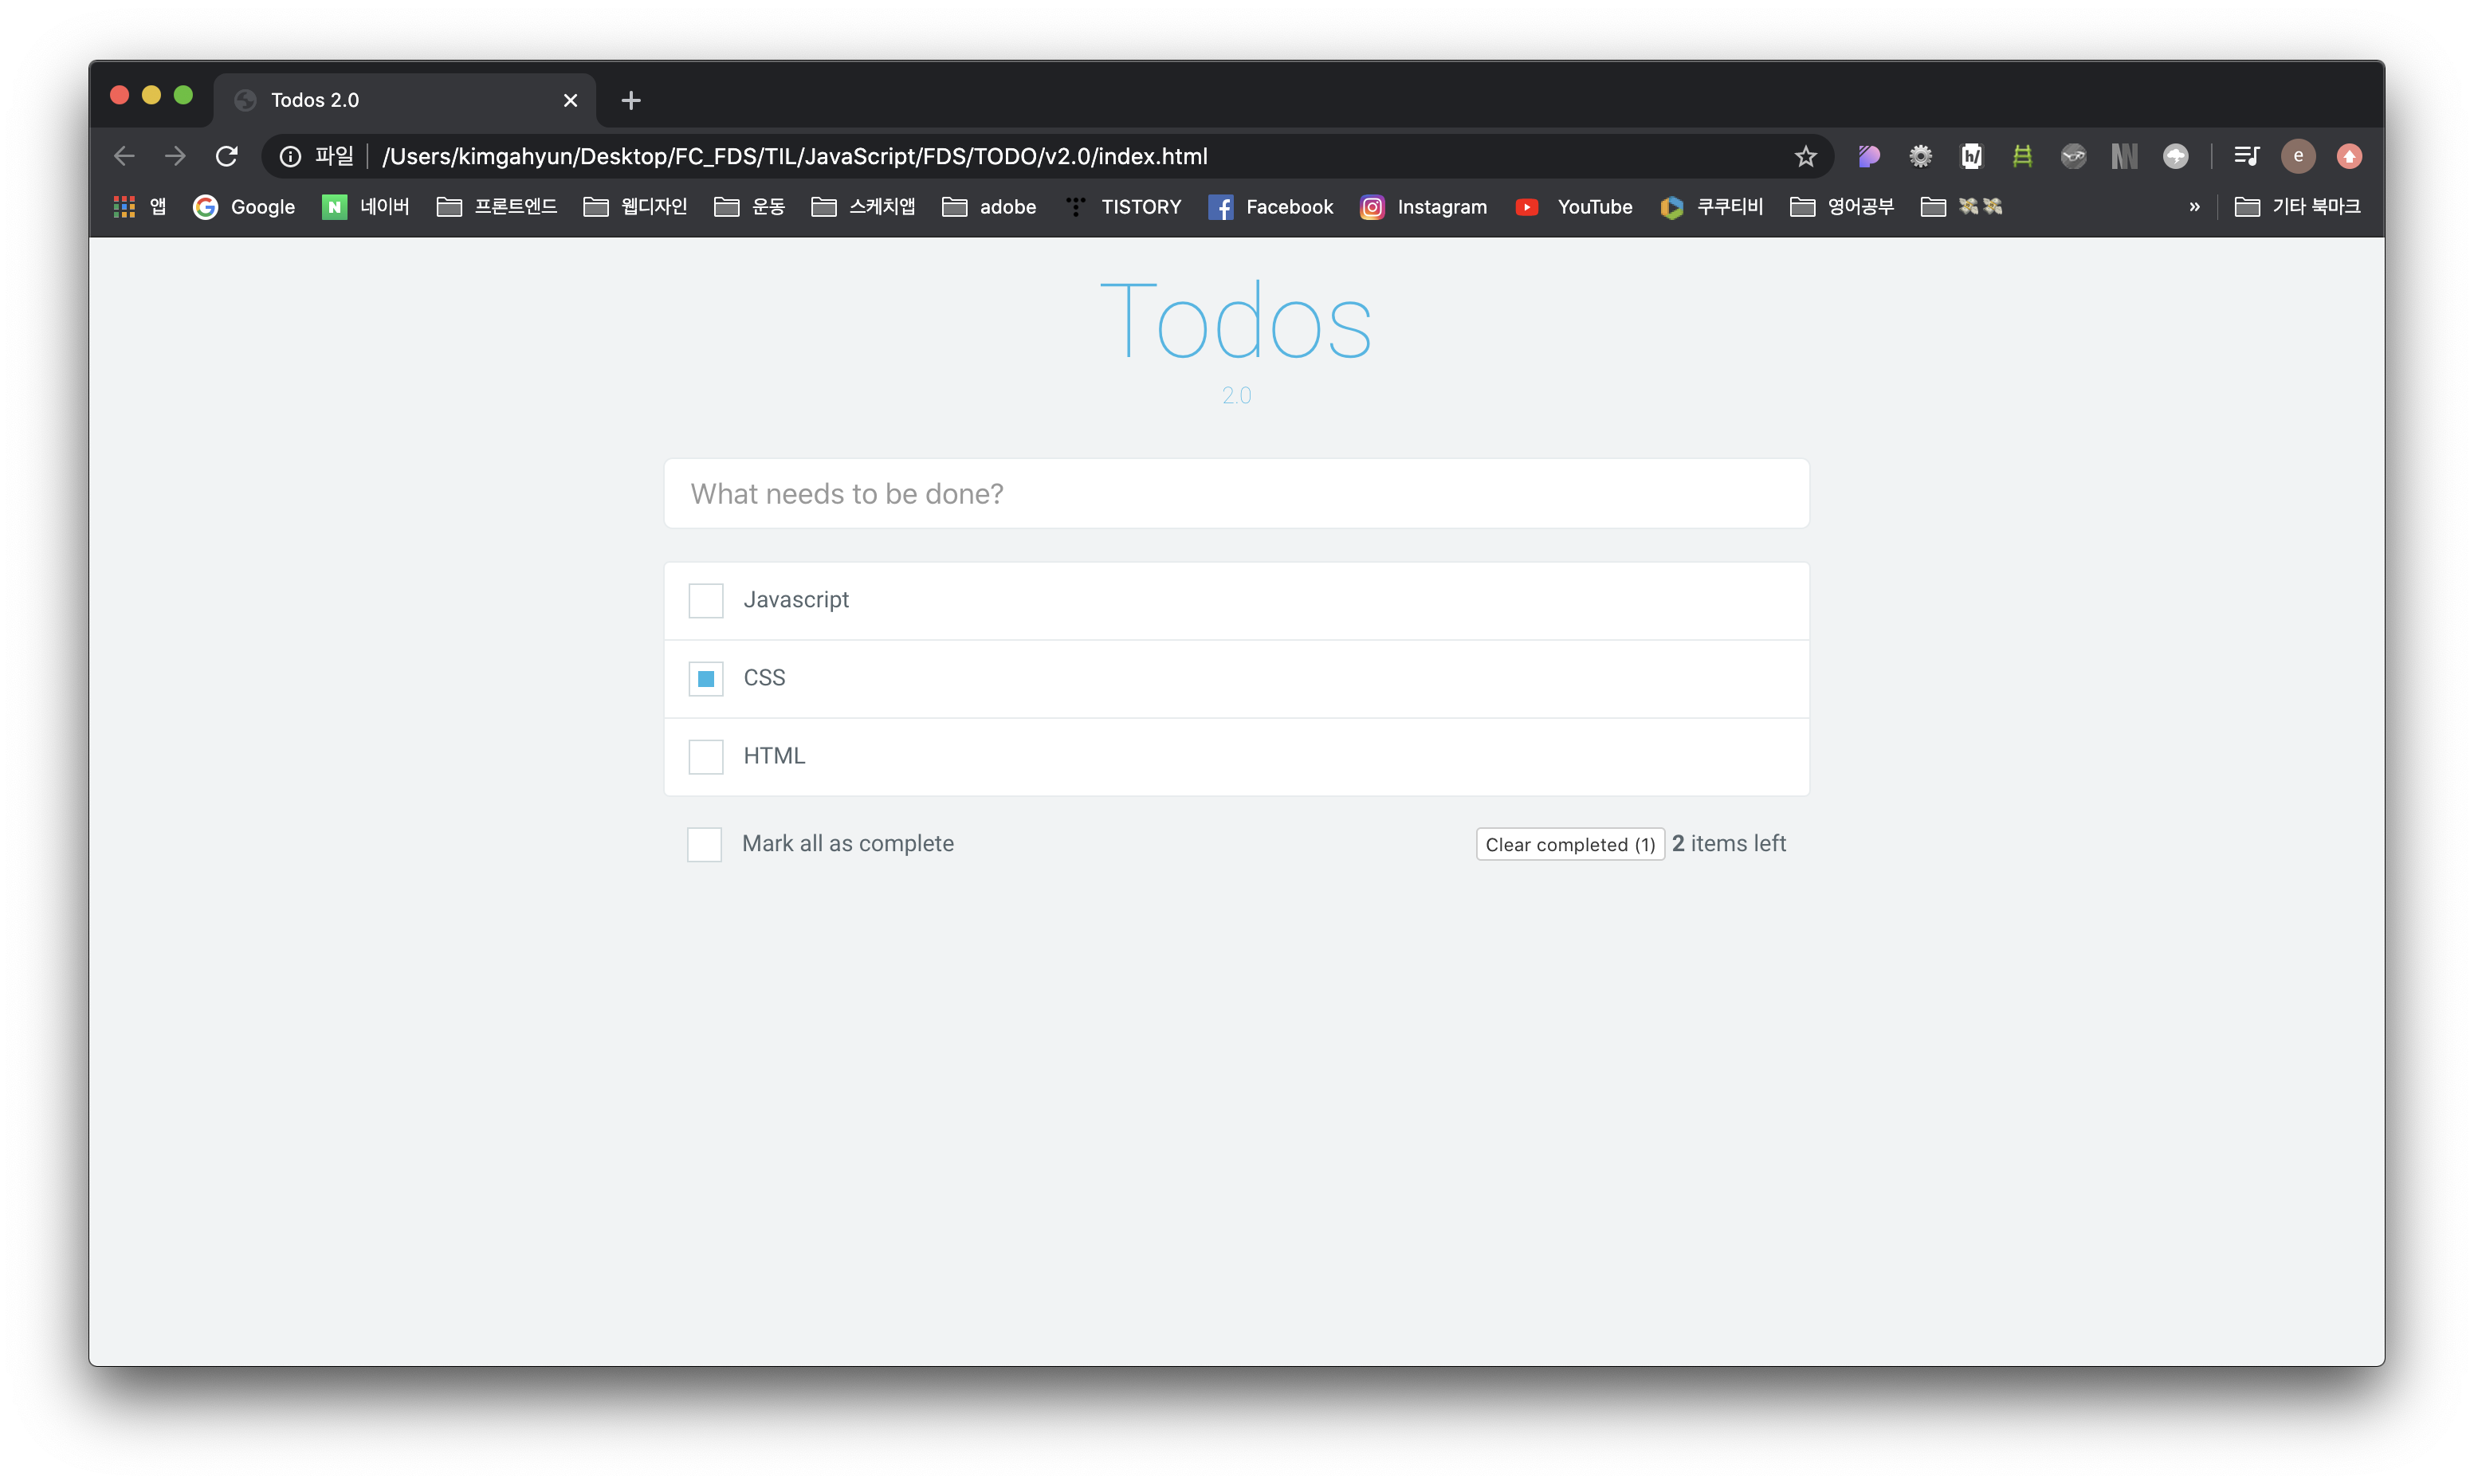 Todos 2.0
파일 /Users/kimgahyun/Desktop/FC_FDS/TIL/JavaScript/FDS/TODO/v2.0/index.html h/ e
앱 Google N 네이버 프론트엔드 웹디자인 운동 스케치앱 adobe TISTORY Facebook Instagram YouTube 쿠쿠티비 영어공부 💸💸 » 기타 북마크
Todos
2.0
What needs to be done?
Javascript
CSS
HTML
Mark all as complete Clear completed (1) 2 items left